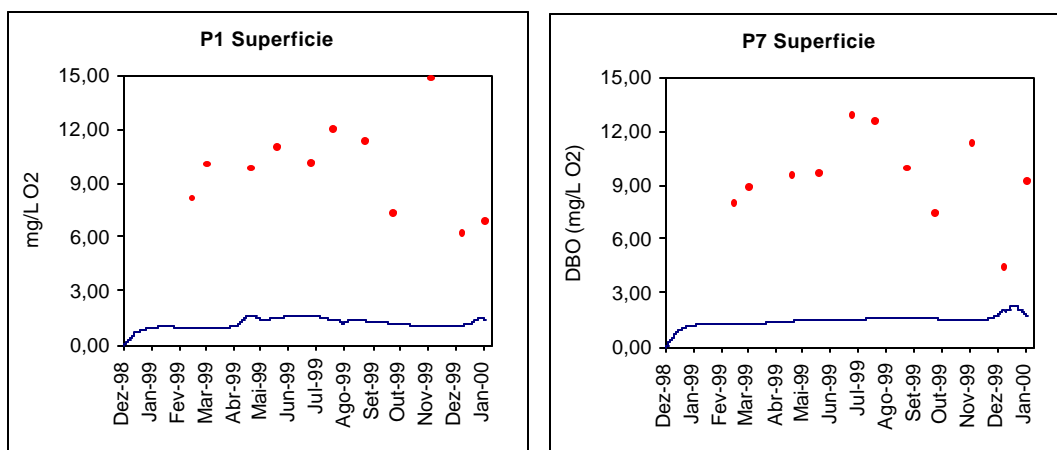 P1 Superficie
mg/L O2
15,00
12,00
9,00
6,00
3,00
0,00
Dez-98
Jan-99
Fev-99
Mar-99
Abr-99
Mai-99
Jun-99
Jul-99
Ago-99
Set-99
Out-99
Nov-99
Dez-99
Jan-00
P7 Superficie
DBO (mg/L O2)
15,00
12,00
9,00
6,00
3,00
0,00
Dez-98
Jan-99
Fev-99
Mar-99
Abr-99
Mai-99
Jun-99
Jul-99
Ago-99
Set-99
Out-99
Nov-99
Dez-99
Jan-00